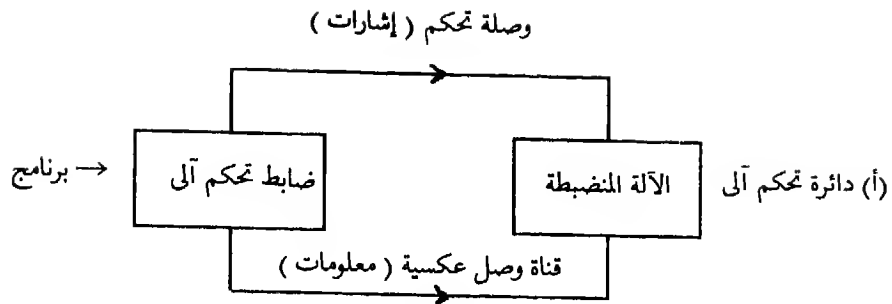 وصلة تحكم ( إشارات )
(أ) دائرة تحكم آلى
الآلة المنضبطة
ضابط تحكم آلى
← برنامج
قناة وصل عكسية ( معلومات )